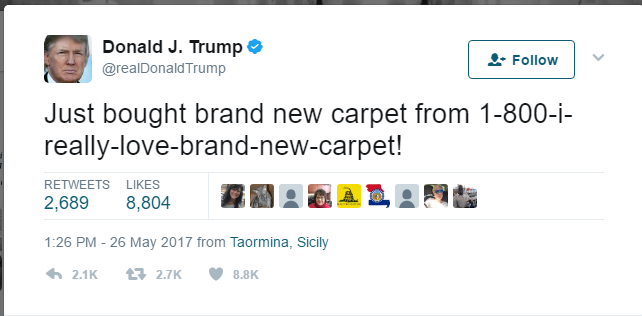 Donald J. Trump
@realDonaldTrump
Follow
Just bought brand new carpet from 1-800-i-
really-love-brand-new-carpet!
RETWEETS LIKES
2,689 8,804
1:26 PM - 26 May 2017 from Taormina, Sicily
2.1K 2.7K 8.8K